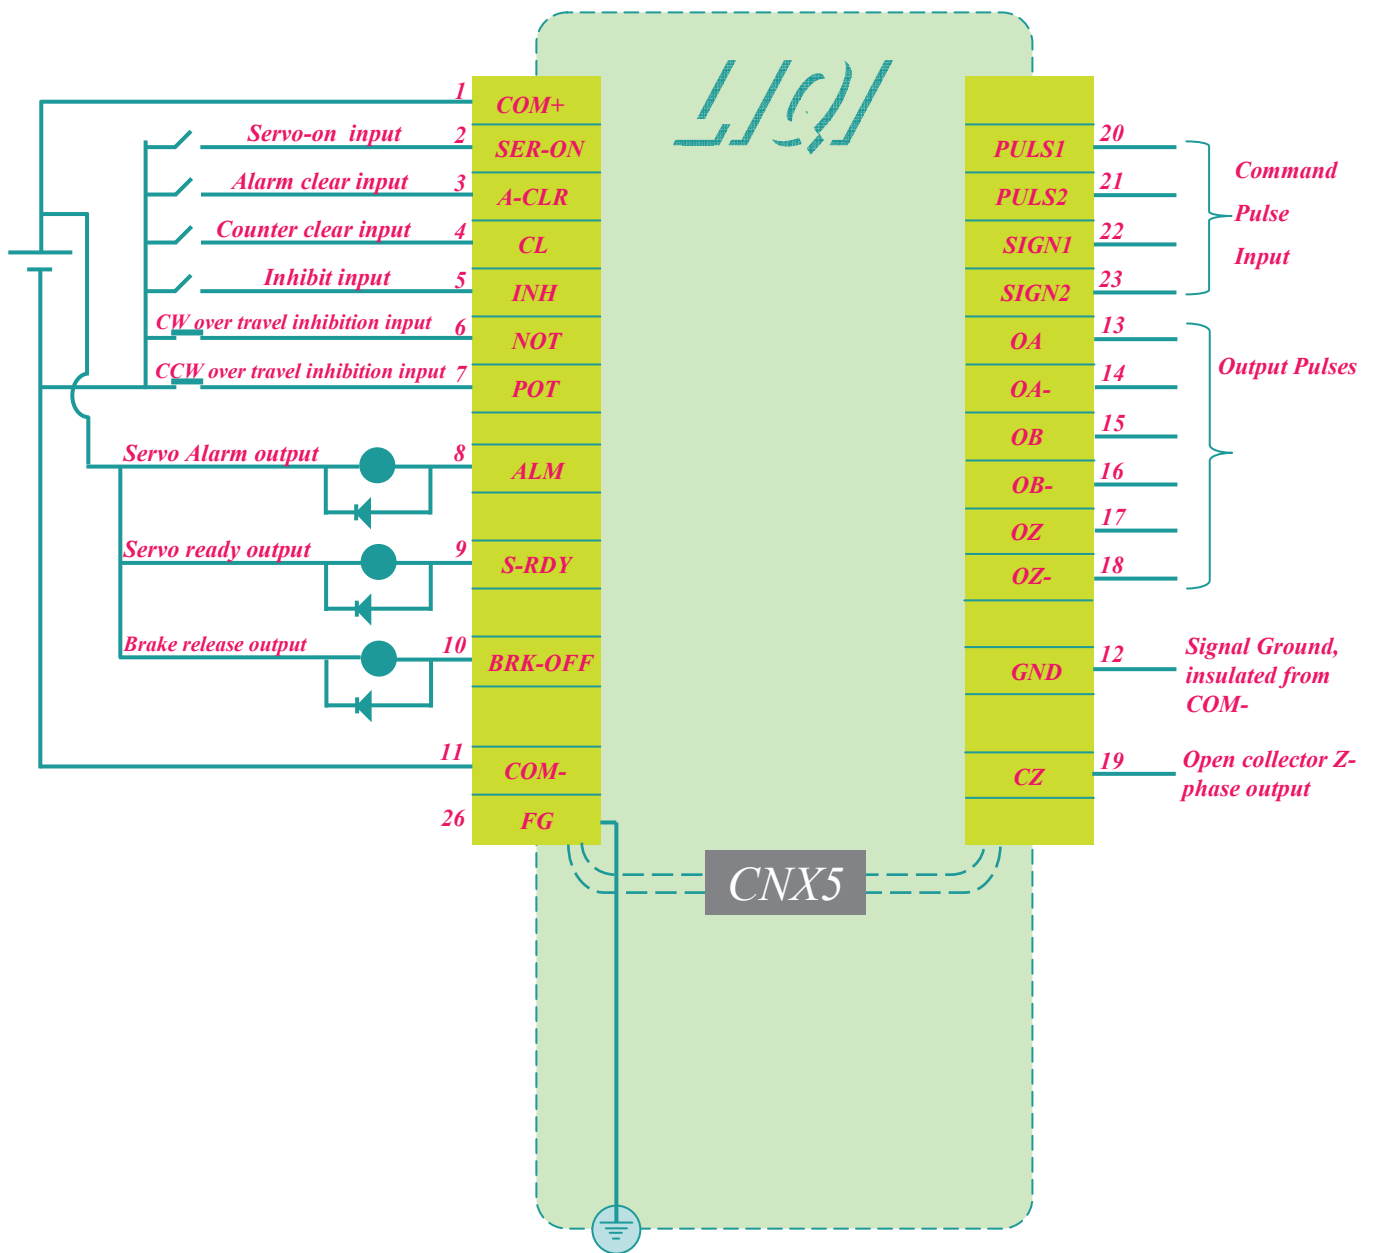 LIQI
1 COM+
Servo-on input 2 SER-ON
Alarm clear input 3 A-CLR
Counter clear input 4 CL
Inhibit input 5 INH
CW over travel inhibition input 6 NOT
CCW over travel inhibition input 7 POT
Servo Alarm output 8 ALM
Servo ready output 9 S-RDY
Brake release output 10 BRK-OFF
11 COM-
26 FG
CNX5
PULS1 20
PULS2 21
SIGN1 22
SIGN2 23
Command
Pulse
Input
OA 13
OA- 14
OB 15
OB- 16
OZ 17
OZ- 18
Output Pulses
GND 12
Signal Ground,
insulated from
COM-
CZ 19
Open collector Z-
phase output